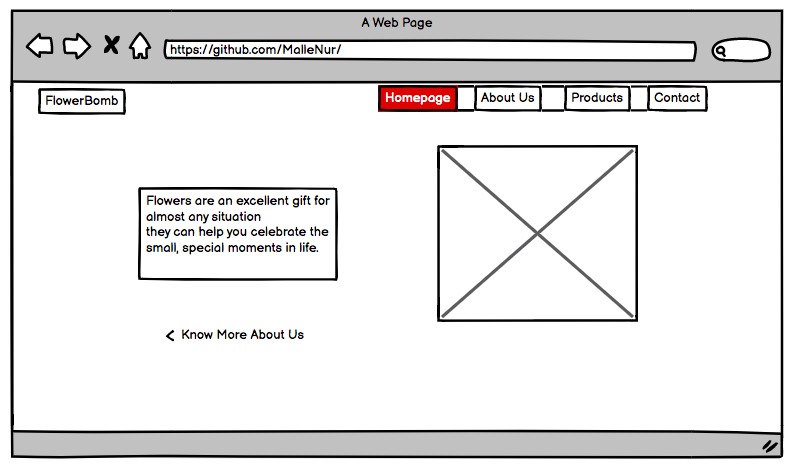 A Web Page
https://github.com/MalleNur/
FlowerBomb
Homepage
About Us
Products
Contact
Flowers are an excellent gift for
almost any situation
they can help you celebrate the
small, special moments in life.
Know More About Us